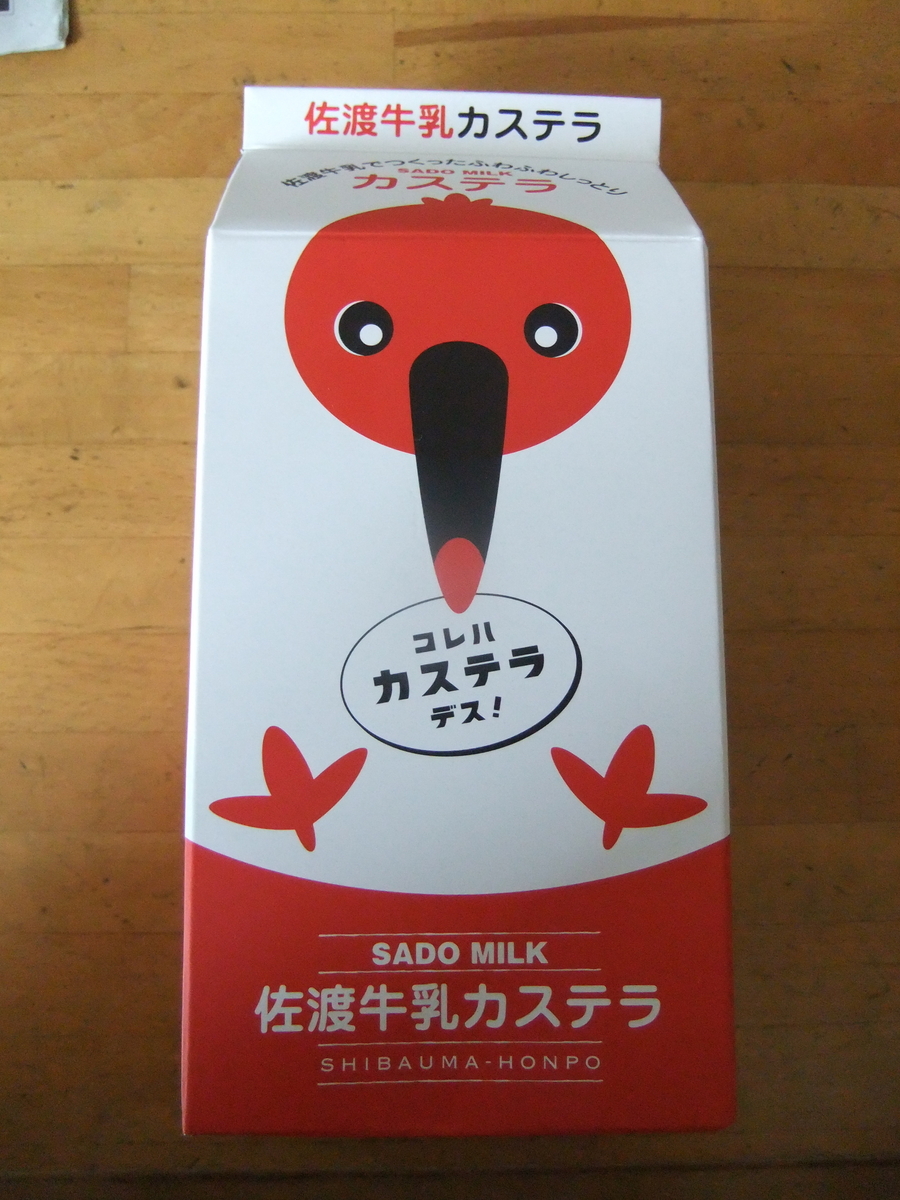 佐渡牛乳カステラ
佐渡牛乳でつくったふわふわしっとり
SADO MILK
カステラ
コレハ
カステラ
デス!
SADO MILK
佐渡牛乳カステラ
SHIBAUMA-HONPO